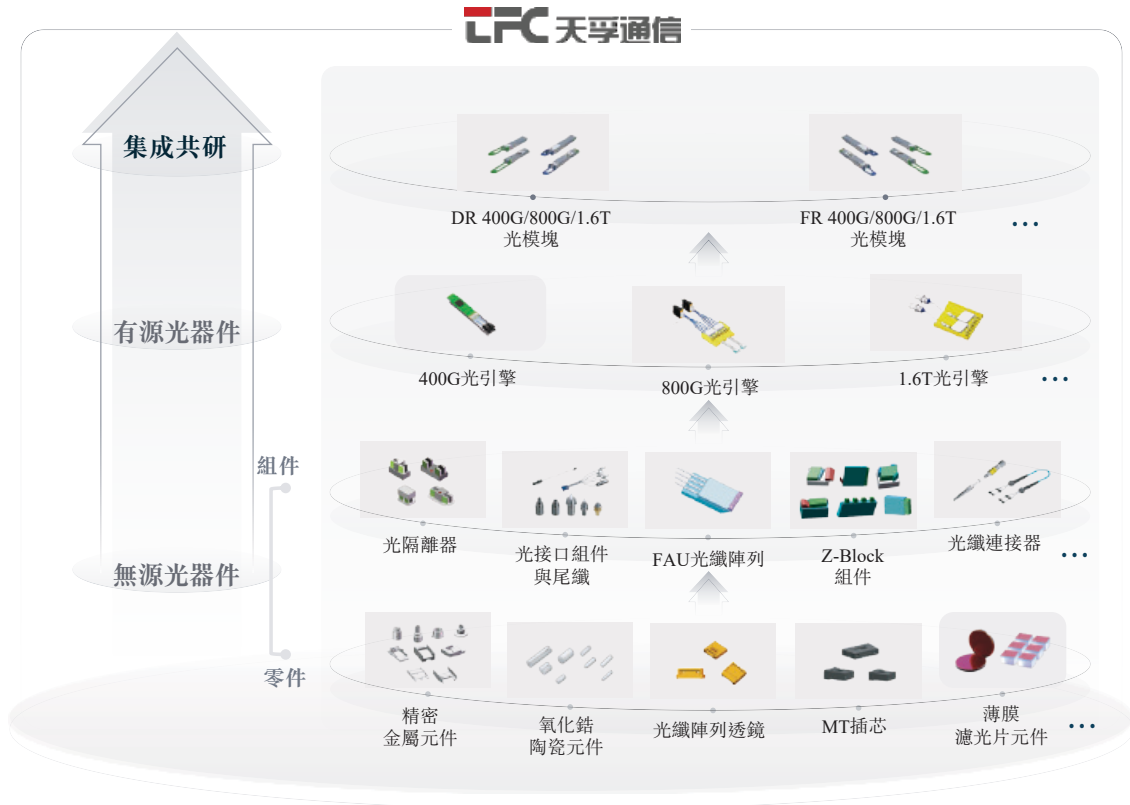 TFC 天孚通信
集成共研
DR 400G/800G/1.6T
光模塊
FR 400G/800G/1.6T
光模塊
...
有源光器件
400G光引擎
800G光引擎
1.6T光引擎
...
組件
光隔離器
光接口組件
與尾纖
FAU光纖陣列
Z-Block
組件
光纖連接器
...
無源光器件
零件
精密
金屬元件
氧化鋯
陶瓷元件
光纖陣列透鏡
MT插芯
薄膜
濾光片元件
...